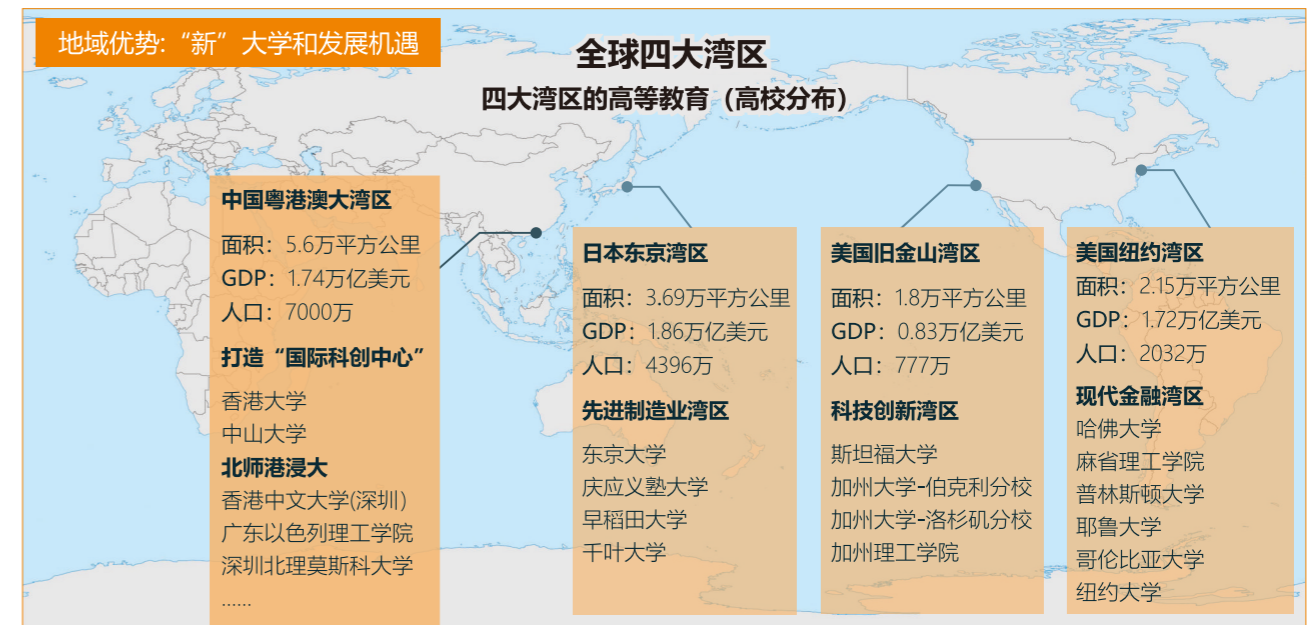 地域优势:“新”大学和发展机遇
全球四大湾区
四大湾区的高等教育（高校分布）
中国粤港澳大湾区
面积：5.6万平方公里
GDP：1.74万亿美元
人口：7000万
打造“国际科创中心”
香港大学
中山大学
北师港浸大
香港中文大学(深圳)
广东以色列理工学院
深圳北理莫斯科大学
......
日本东京湾区
面积：3.69万平方公里
GDP：1.86万亿美元
人口：4396万
先进制造业湾区
东京大学
庆应义塾大学
早稻田大学
千叶大学
美国旧金山湾区
面积：1.8万平方公里
GDP：0.83万亿美元
人口：777万
科技创新湾区
斯坦福大学
加州大学-伯克利分校
加州大学-洛杉矶分校
加州理工学院
美国纽约湾区
面积：2.15万平方公里
GDP：1.72万亿美元
人口：2032万
现代金融湾区
哈佛大学
麻省理工学院
普林斯顿大学
耶鲁大学
哥伦比亚大学
纽约大学